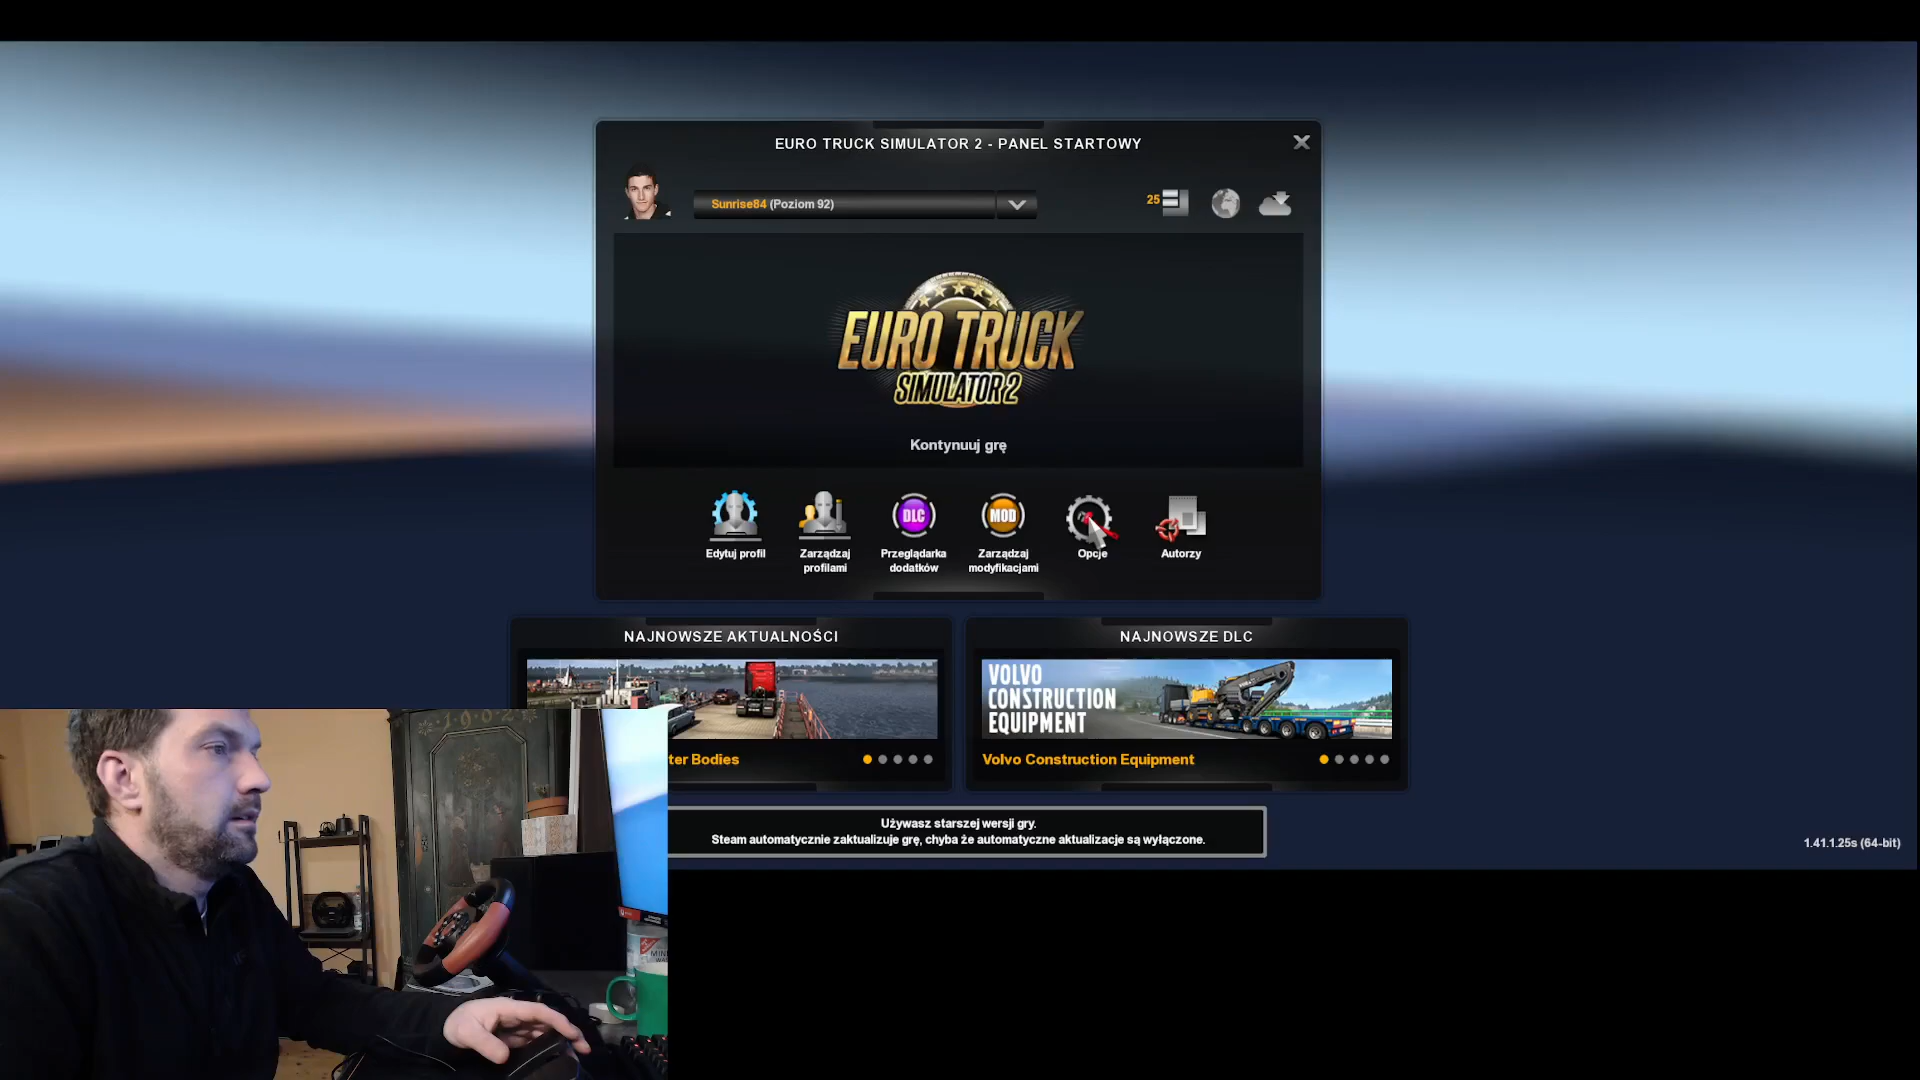 EURO TRUCK SIMULATOR 2 - PANEL STARTOWY
Sunrise84 (Poziom 92)
25
EURO TRUCK
SIMULATOR 2
Kontynuuj grę
Edytuj profil
Zarządzaj
profilami
DLC
Przeglądarka
dodatków
MOD
Zarządzaj
modyfikacjami
Opcje
Autorzy
NAJNOWSZE AKTUALNOŚCI
ter Bodies
NAJNOWSZE DLC
VOLVO
CONSTRUCTION
EQUIPMENT
Volvo Construction Equipment
Używasz starszej wersji gry.
Steam automatycznie zaktualizuje grę, chyba że automatyczne aktualizacje są wyłączone.
1.41.1.25s (64-bit)
1902